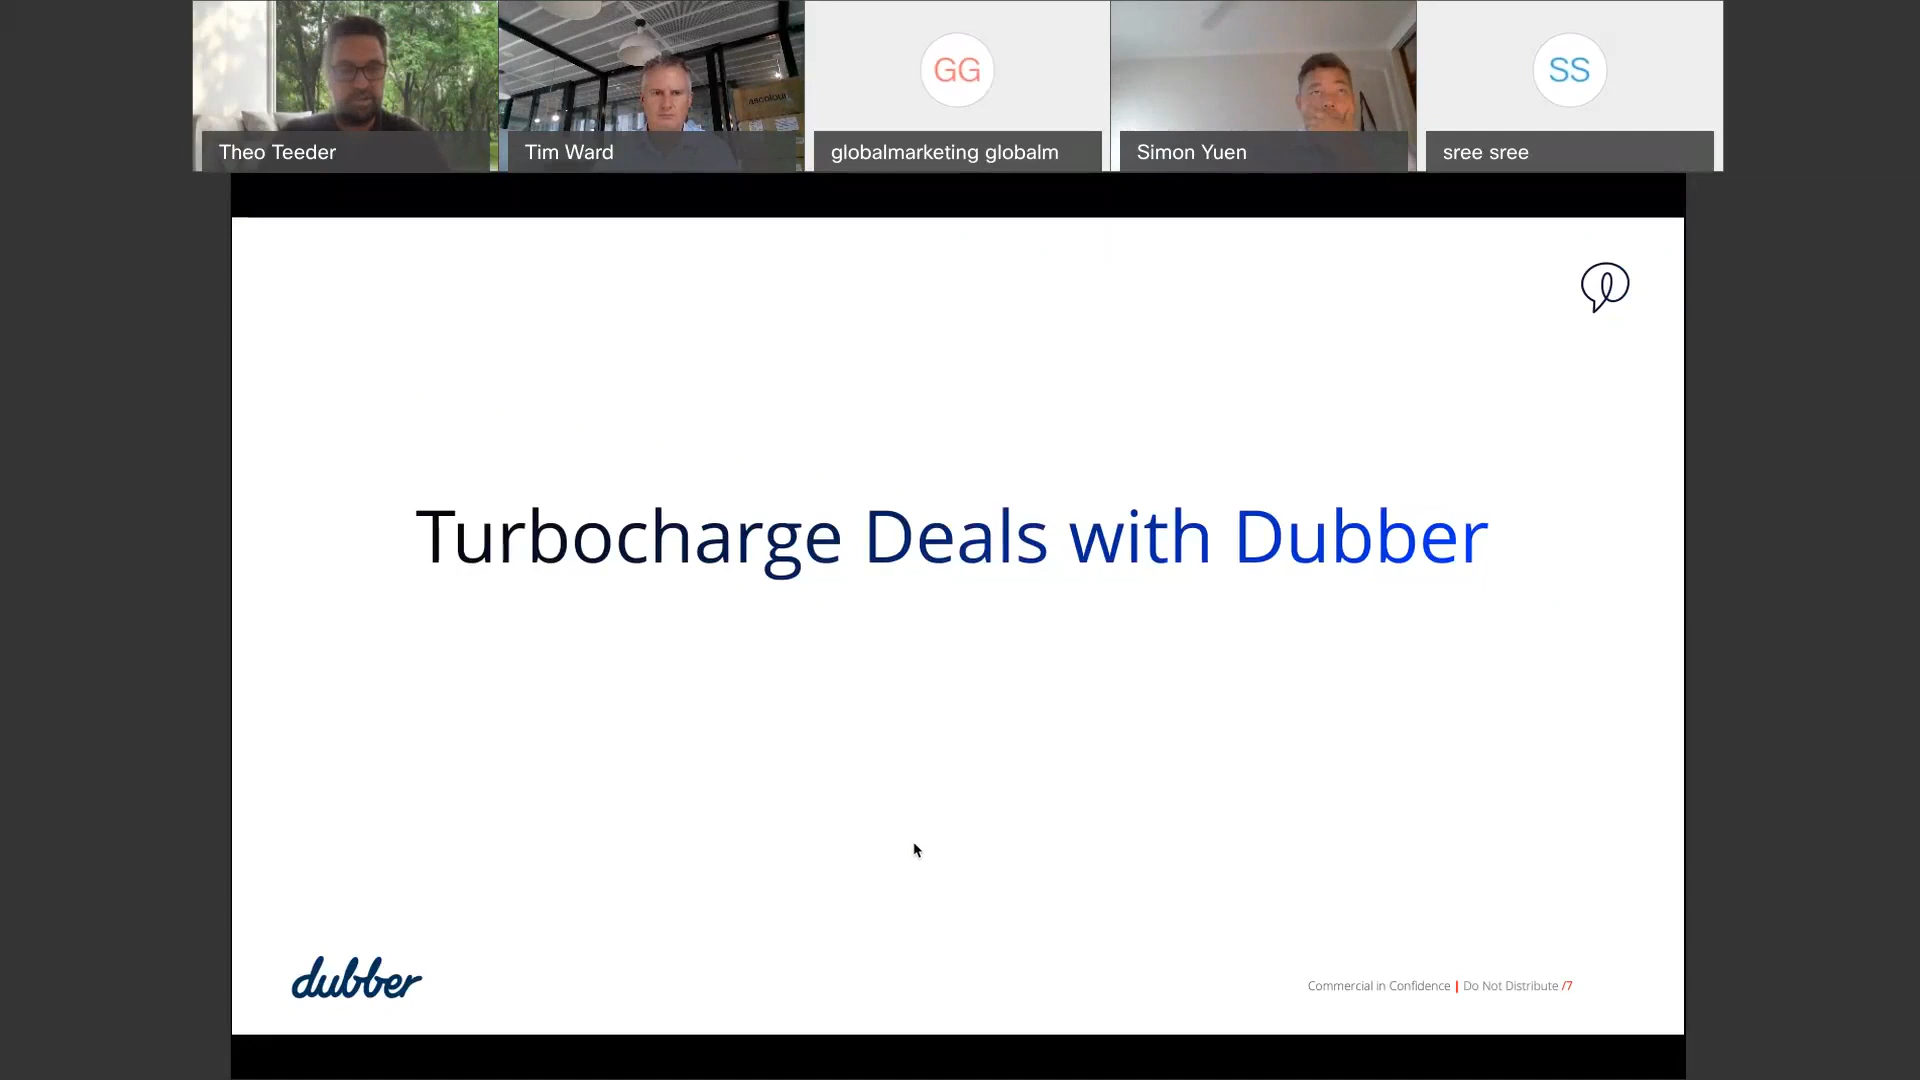 ascolour
GG
SS
Theo Teeder
Tim Ward
globalmarketing globalm
Simon Yuen
sree sree
Turbocharge Deals with Dubber
dubber
Commercial in Confidence | Do Not Distribute /7